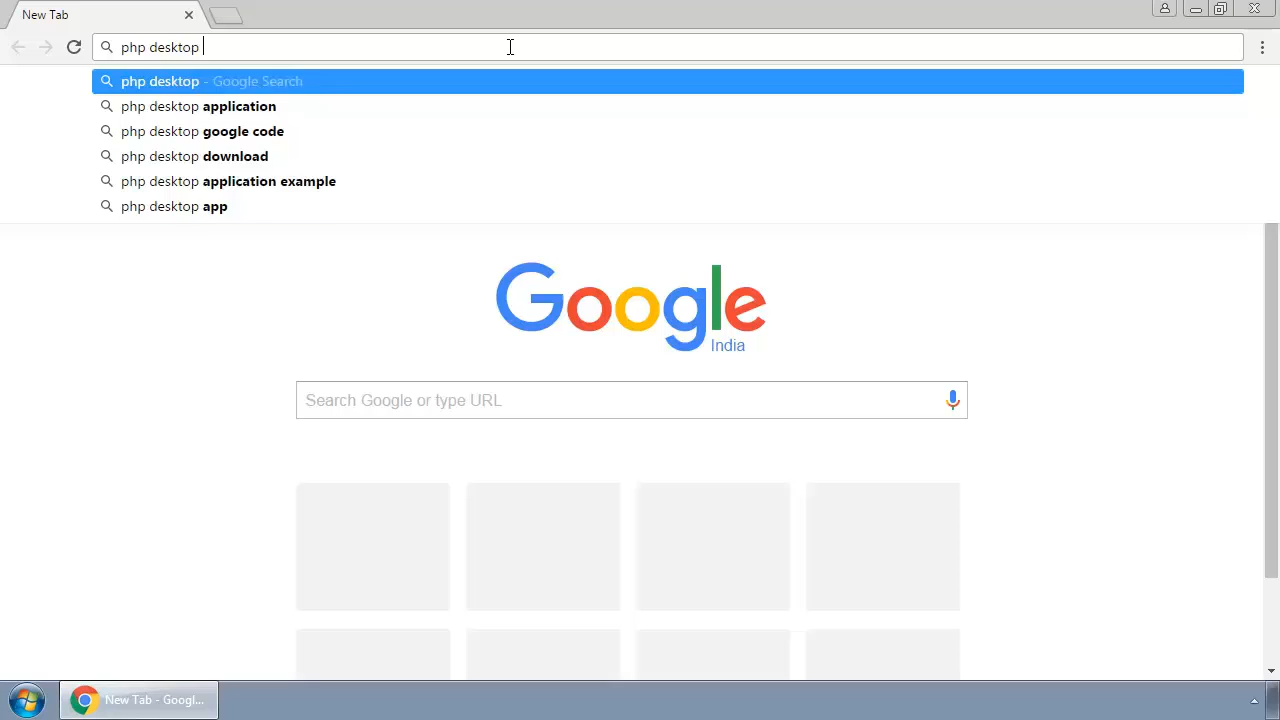 New Tab
php desktop
php desktop - Google Search
php desktop application
php desktop google code
php desktop download
php desktop application example
php desktop app
Google
India
Search Google or type URL
New Tab - Googl...